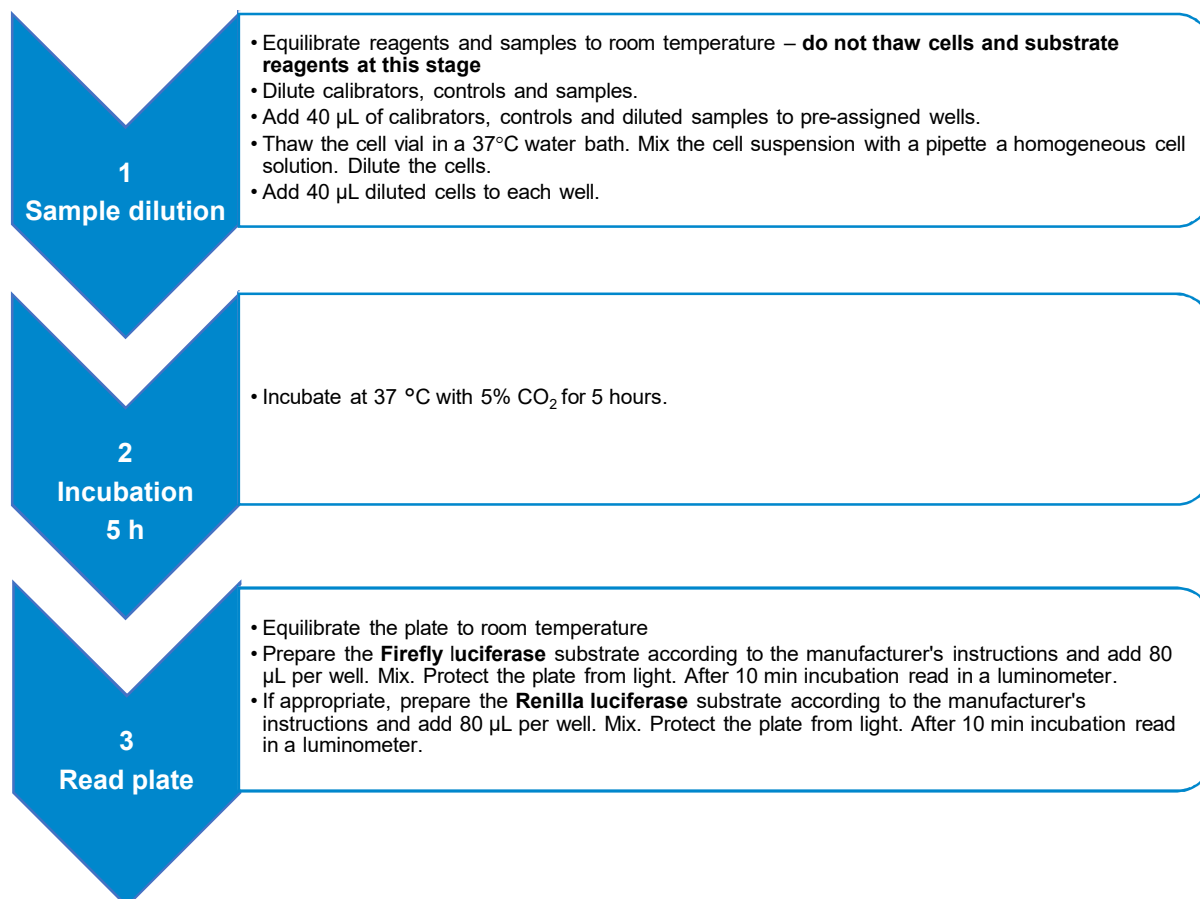 1
Sample dilution
• Equilibrate reagents and samples to room temperature – do not thaw cells and substrate
reagents at this stage
• Dilute calibrators, controls and samples.
• Add 40 µL of calibrators, controls and diluted samples to pre-assigned wells.
• Thaw the cell vial in a 37°C water bath. Mix the cell suspension with a pipette a homogeneous cell
solution. Dilute the cells.
• Add 40 µL diluted cells to each well.
2
Incubation
5 h
• Incubate at 37 °C with 5% CO₂ for 5 hours.
3
Read plate
• Equilibrate the plate to room temperature
• Prepare the Firefly luciferase substrate according to the manufacturer's instructions and add 80
µL per well. Mix. Protect the plate from light. After 10 min incubation read in a luminometer.
• If appropriate, prepare the Renilla luciferase substrate according to the manufacturer's
instructions and add 80 µL per well. Mix. Protect the plate from light. After 10 min incubation read
in a luminometer.